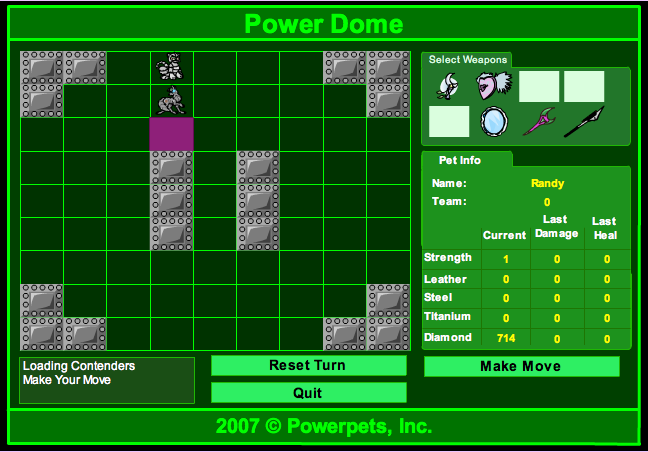 Power Dome
Select Weapons
Pet Info
Name: Randy
Team: 0
Current Last Damage Last Heal
Strength 1 0 0
Leather 0 0 0
Steel 0 0 0
Titanium 0 0 0
Diamond 714 0 0
Loading Contenders
Make Your Move
Reset Turn
Quit
Make Move
2007 © Powerpets, Inc.